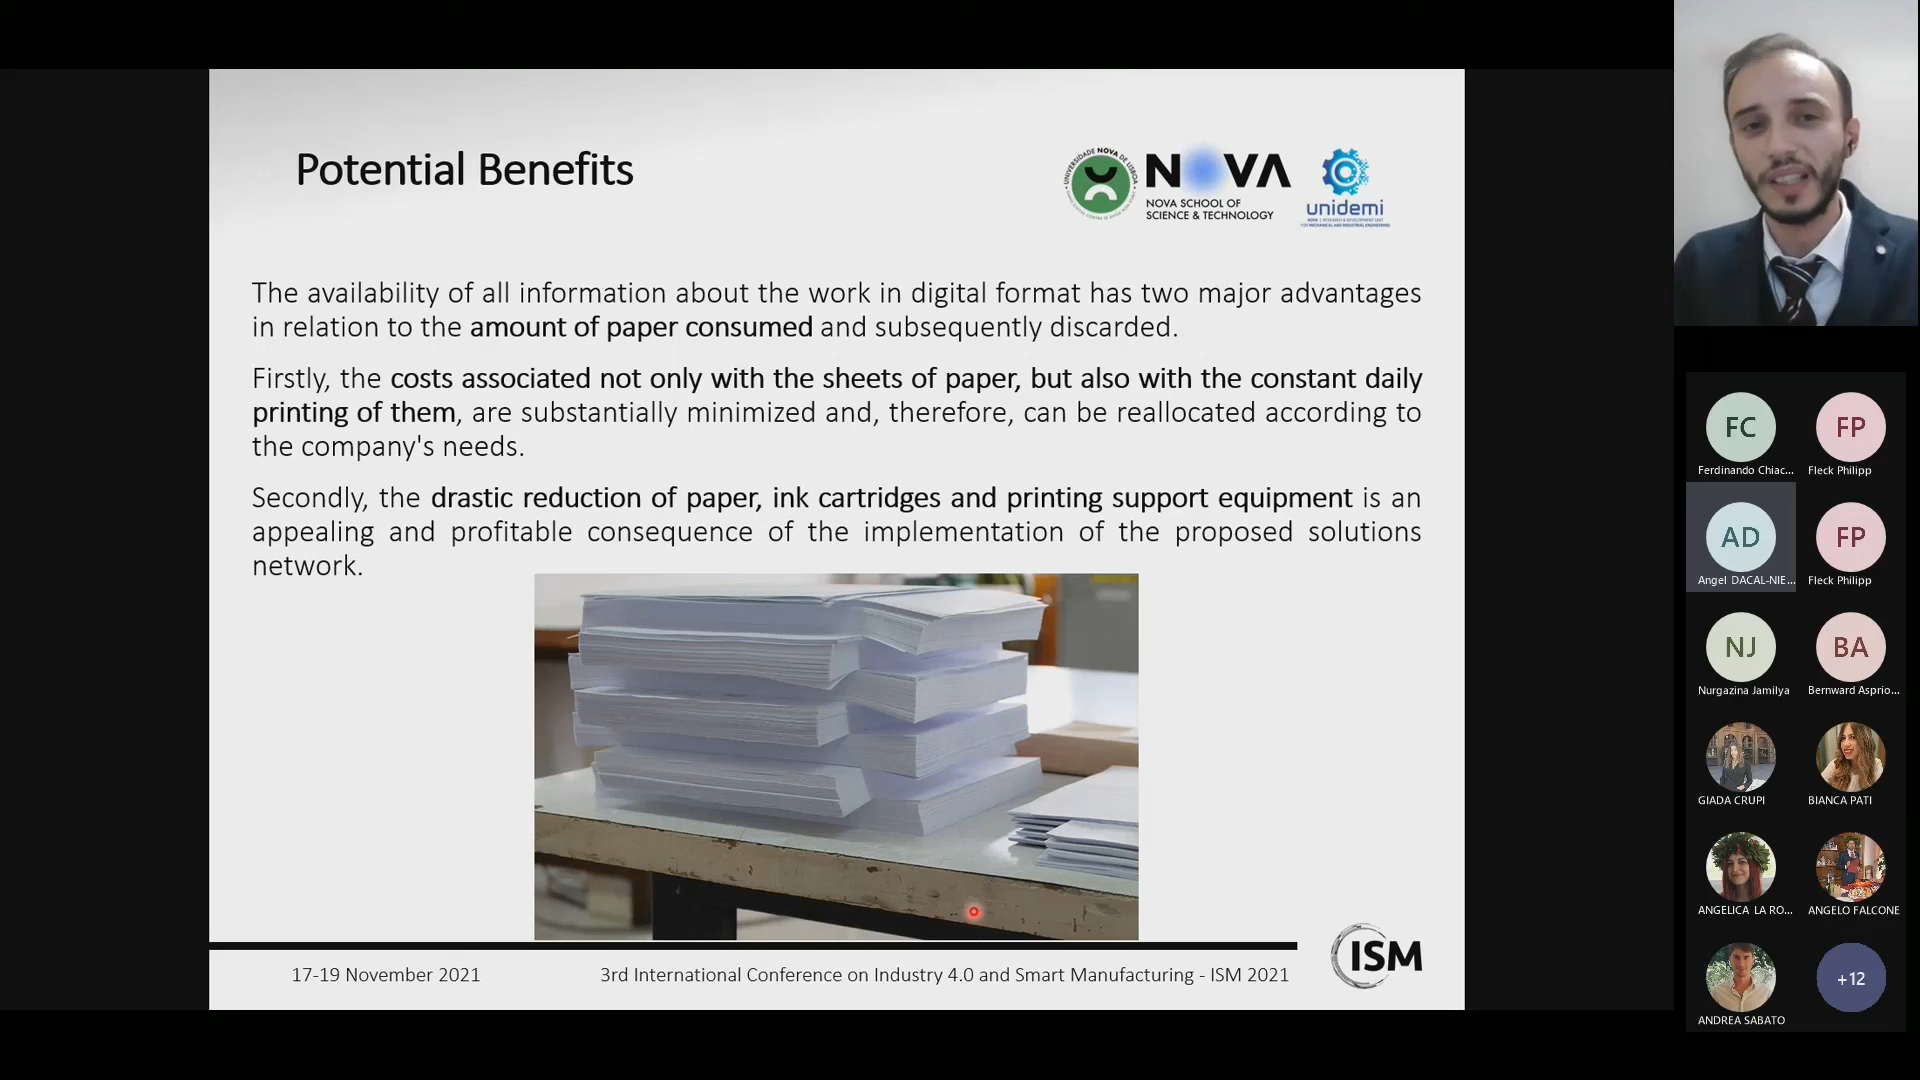 Potential Benefits
UNIVERSIDADE NOVA DE LISBOA
NOVA
NOVA SCHOOL OF
SCIENCE & TECHNOLOGY
unidemi
The availability of all information about the work in digital format has two major advantages
in relation to the amount of paper consumed and subsequently discarded.
Firstly, the costs associated not only with the sheets of paper, but also with the constant daily
printing of them, are substantially minimized and, therefore, can be reallocated according to
the company's needs.
Secondly, the drastic reduction of paper, ink cartridges and printing support equipment is an
appealing and profitable consequence of the implementation of the proposed solutions
network.
17-19 November 2021
3rd International Conference on Industry 4.0 and Smart Manufacturing - ISM 2021
ISM
FC
FP
Ferdinando Chiac...
Fleck Philipp
AD
FP
Angel DACAL-NIE...
Fleck Philipp
NJ
BA
Nurgazina Jamilya
Bernward Asprio...
GIADA CRUPI
BIANCA PATI
ANGELICA LA RO...
ANGELO FALCONE
+12
ANDREA SABATO